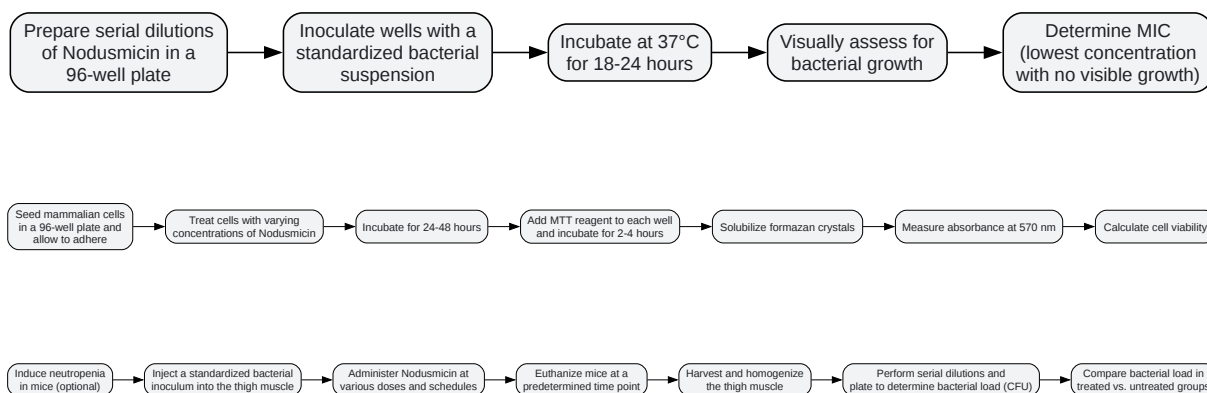 Prepare serial dilutions
of Nodusmicin in a
96-well plate
Inoculate wells with a
standardized bacterial
suspension
Incubate at 37°C
for 18-24 hours
Visually assess for
bacterial growth
Determine MIC
(lowest concentration
with no visible growth)
Seed mammalian cells
in a 96-well plate and
allow to adhere
Treat cells with varying
concentrations of Nodusmicin
Incubate for 24-48 hours
Add MTT reagent to each well
and incubate for 2-4 hours
Solubilize formazan crystals
Measure absorbance at 570 nm
Calculate cell viability
Induce neutropenia
in mice (optional)
Inject a standardized bacterial
inoculum into the thigh muscle
Administer Nodusmicin at
various doses and schedules
Euthanize mice at a
predetermined time point
Harvest and homogenize
the thigh muscle
Perform serial dilutions and
plate to determine bacterial load (CFU)
Compare bacterial load in
treated vs. untreated groups